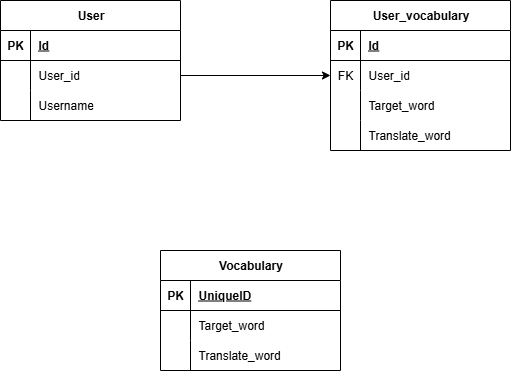 User
PK Id
User_id
Username
User_vocabulary
PK Id
FK User_id
Target_word
Translate_word
Vocabulary
PK UniqueID
Target_word
Translate_word